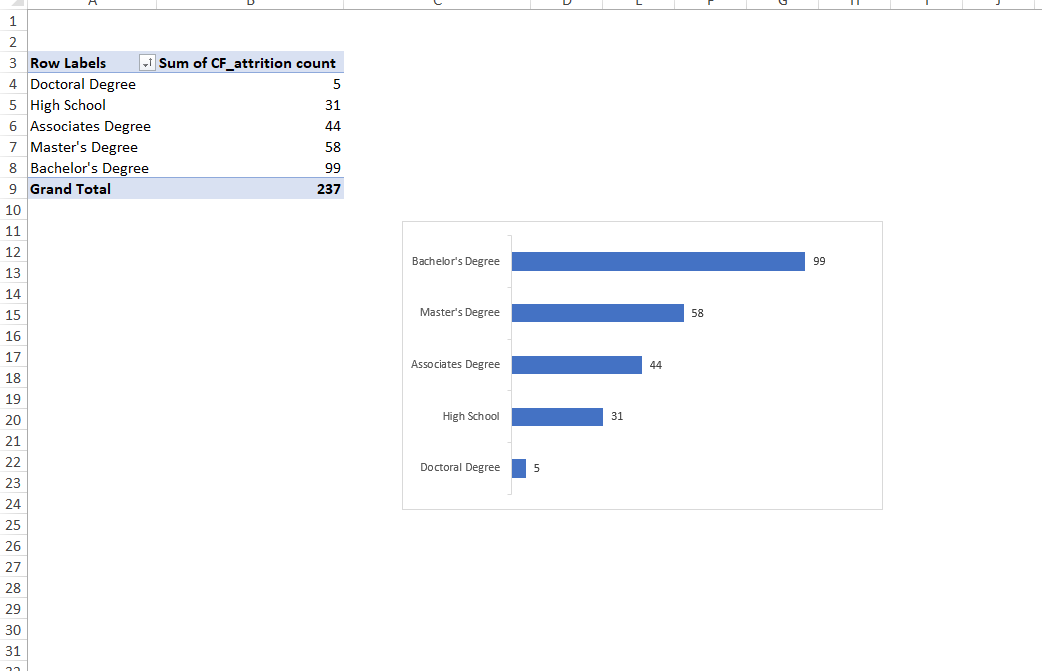 A B C D E F G H I J
1
2
3 Row Labels Sum of CF_attrition count
4 Doctoral Degree 5
5 High School 31
6 Associates Degree 44
7 Master's Degree 58
8 Bachelor's Degree 99
9 Grand Total 237
10
11
12
13
14
15
16
17
18
19
20
21
22
23
24
25
26
27
28
29
30
31
32
Bachelor's Degree 99
Master's Degree 58
Associates Degree 44
High School 31
Doctoral Degree 5